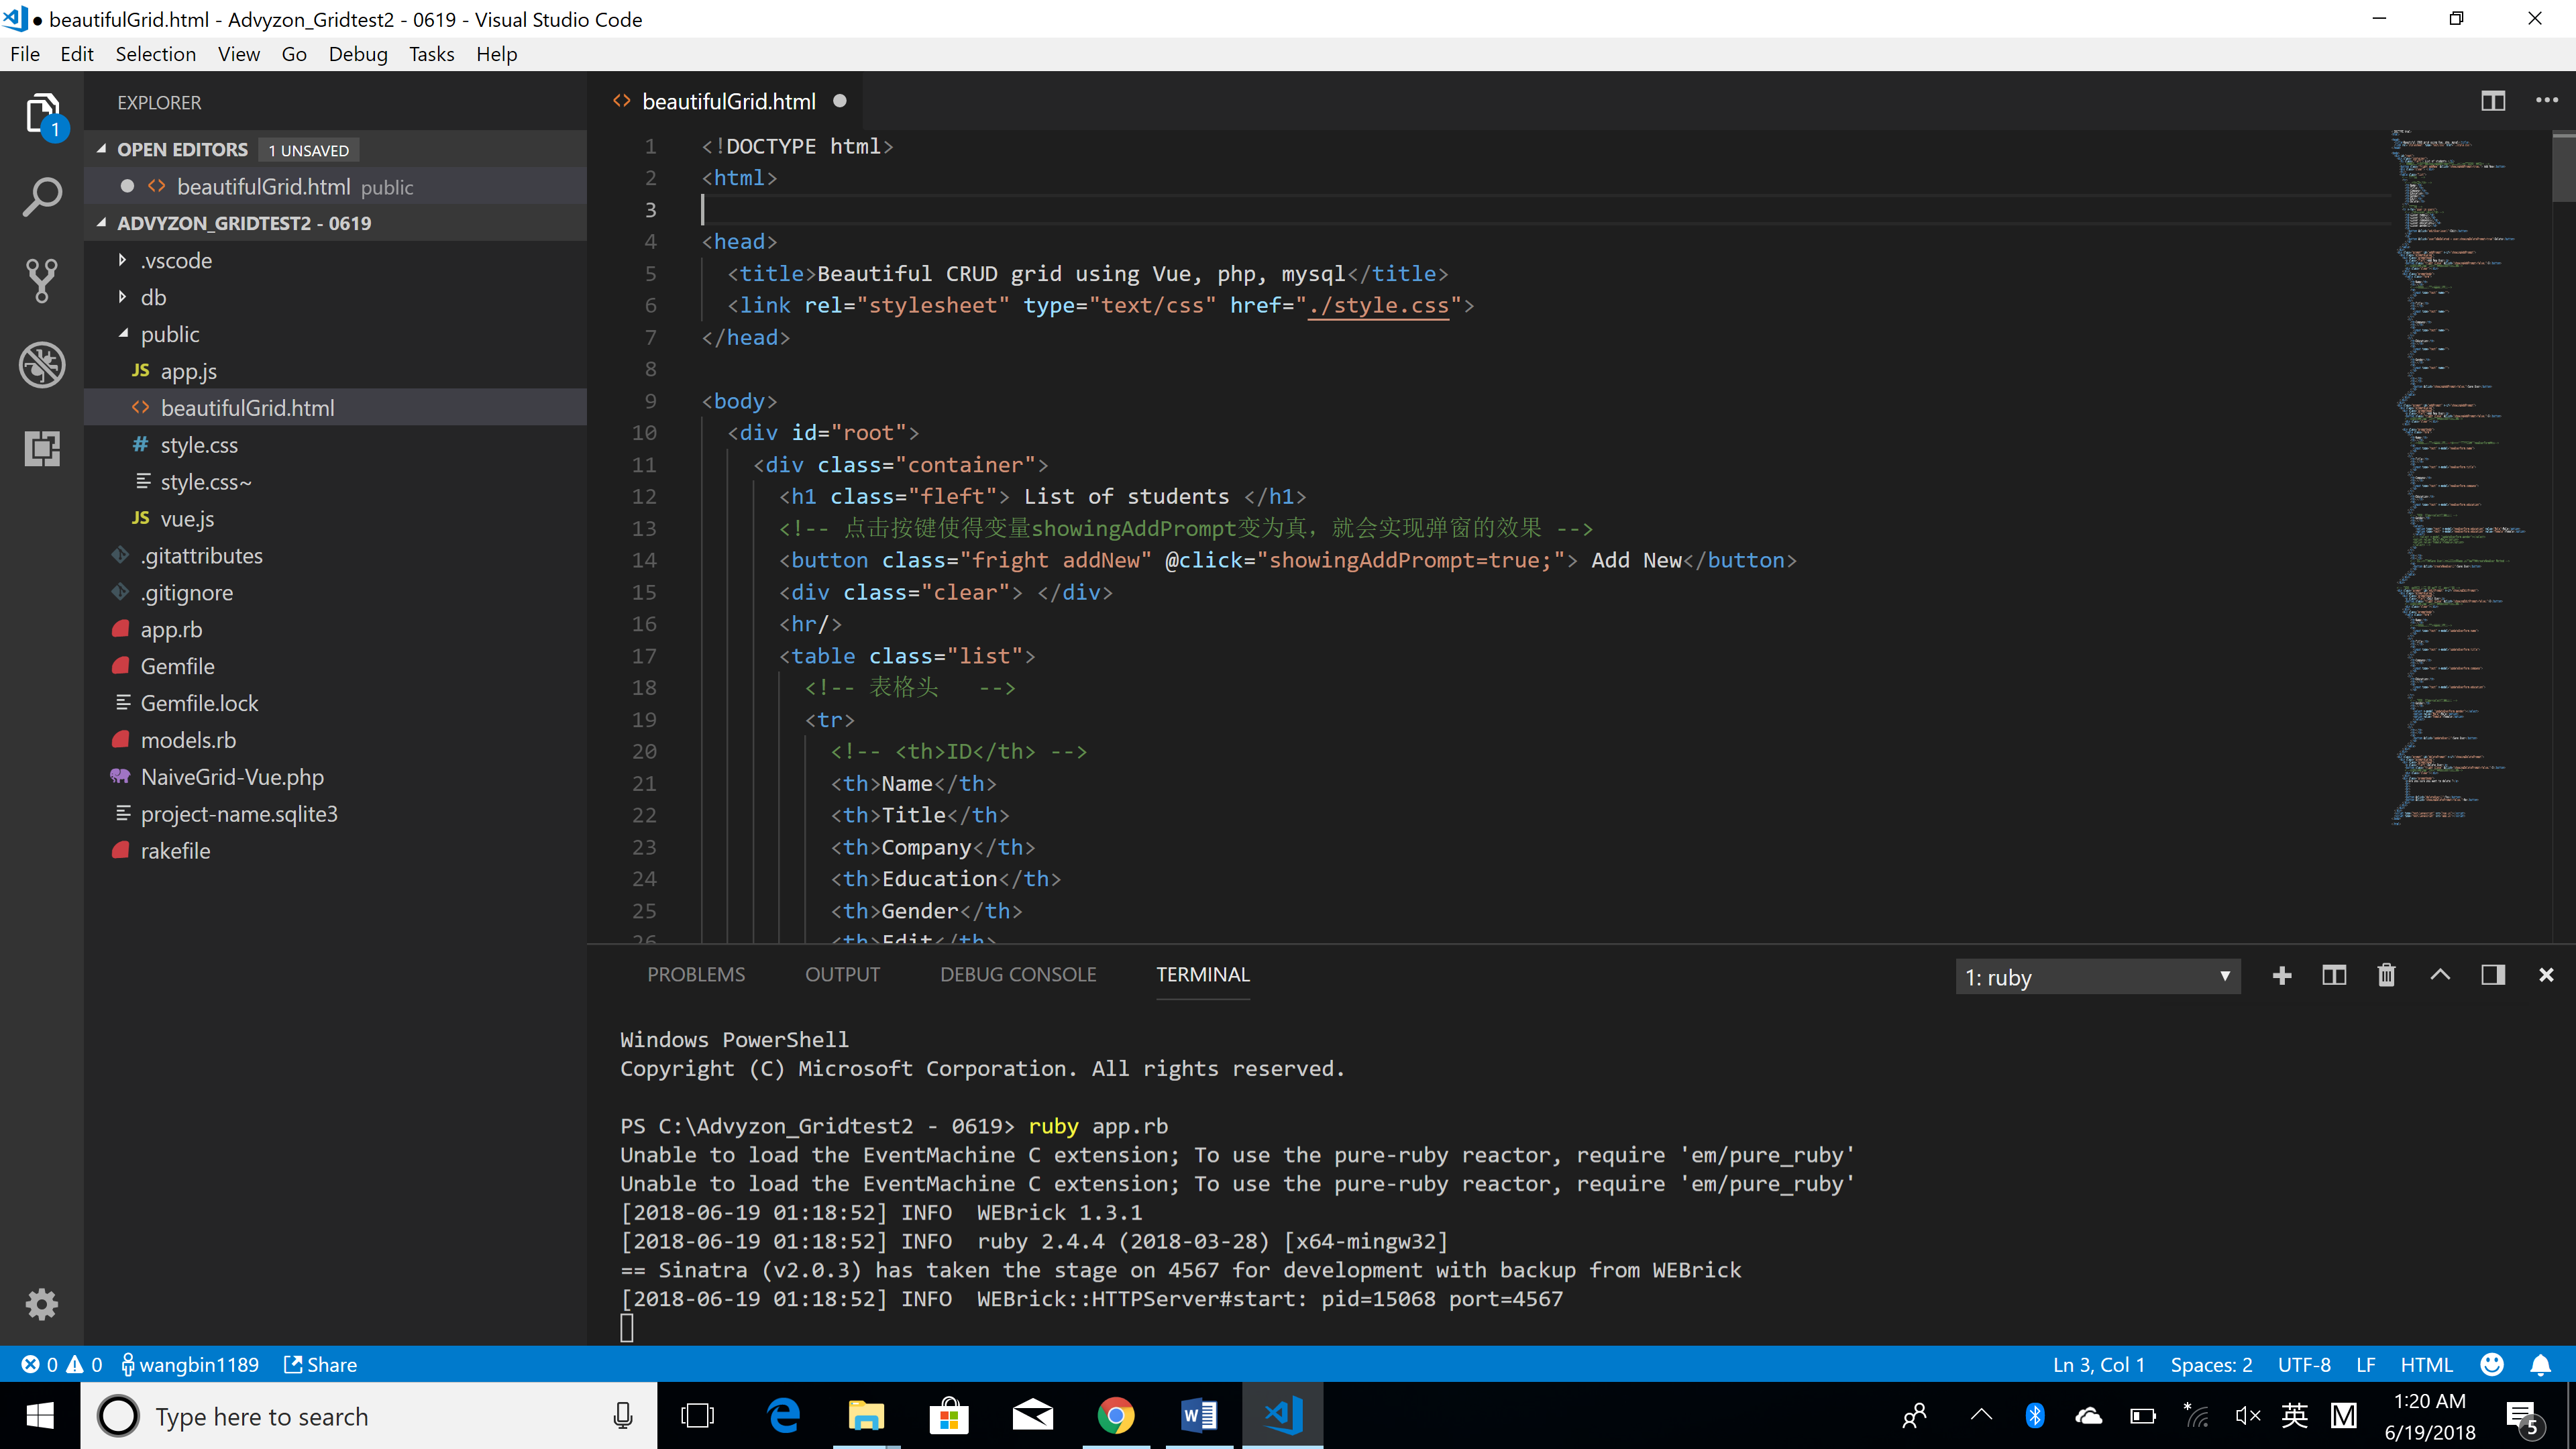 ● beautifulGrid.html - Advyzon_Gridtest2 - 0619 - Visual Studio Code
File Edit Selection View Go Debug Tasks Help
EXPLORER
1
OPEN EDITORS 1 UNSAVED
beautifulGrid.html public
ADVYZON_GRIDTEST2 - 0619
.vscode
db
public
JS app.js
<> beautifulGrid.html
# style.css
style.css~
JS vue.js
.gitattributes
.gitignore
app.rb
Gemfile
Gemfile.lock
models.rb
NaiveGrid-Vue.php
project-name.sqlite3
rakefile
<> beautifulGrid.html
1 <!DOCTYPE html>
2 <html>
3
4 <head>
5 <title>Beautiful CRUD grid using Vue, php, mysql</title>
6 <link rel="stylesheet" type="text/css" href="./style.css">
7 </head>
8
9 <body>
10 <div id="root">
11 <div class="container">
12 <h1 class="fleft"> List of students </h1>
13 <!-- 点击按键使得变量showingAddPrompt变为真，就会实现弹窗的效果 -->
14 <button class="fright addNew" @click="showingAddPrompt=true;"> Add New</button>
15 <div class="clear"> </div>
16 <hr/>
17 <table class="list">
18 <!-- 表格头 -->
19 <tr>
20 <!-- <th>ID</th> -->
21 <th>Name</th>
22 <th>Title</th>
23 <th>Company</th>
24 <th>Education</th>
25 <th>Gender</th>
26 <th>Edit</th>
PROBLEMS OUTPUT DEBUG CONSOLE TERMINAL
1: ruby
Windows PowerShell
Copyright (C) Microsoft Corporation. All rights reserved.
PS C:\Advyzon_Gridtest2 - 0619> ruby app.rb
Unable to load the EventMachine C extension; To use the pure-ruby reactor, require 'em/pure_ruby'
Unable to load the EventMachine C extension; To use the pure-ruby reactor, require 'em/pure_ruby'
[2018-06-19 01:18:52] INFO  WEBrick 1.3.1
[2018-06-19 01:18:52] INFO  ruby 2.4.4 (2018-03-28) [x64-mingw32]
== Sinatra (v2.0.3) has taken the stage on 4567 for development with backup from WEBrick
[2018-06-19 01:18:52] INFO  WEBrick::HTTPServer#start: pid=15068 port=4567
0 0 wangbin1189 Share
Ln 3, Col 1 Spaces: 2 UTF-8 LF HTML
Type here to search
英 M
1:20 AM
6/19/2018
5